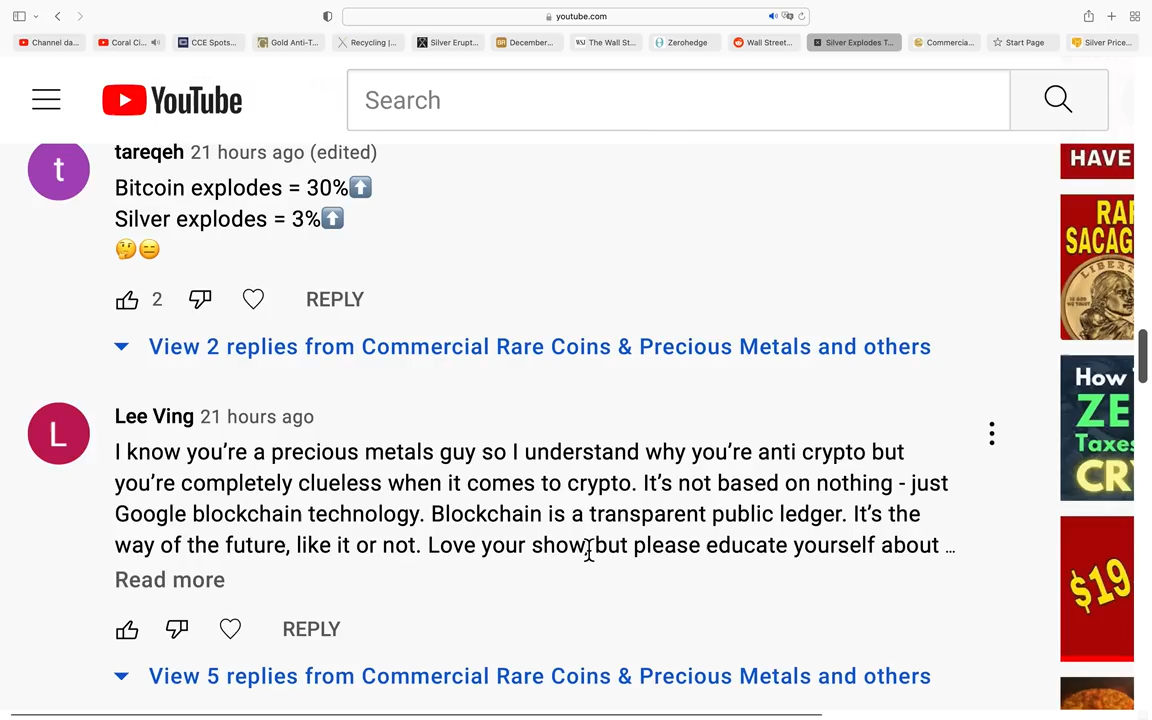 youtube.com
Channel da...
Coral Ci...
CCE Spots...
Gold Anti-T...
Recycling |...
Silver Erupt...
BR
December...
WSJ
The Wall St...
Zerohedge
Wall Street...
Silver Explodes T...
Commercia...
Start Page
Silver Price...
YouTube
Search
t
tareqeh 21 hours ago (edited)
Bitcoin explodes = 30%⬆️
Silver explodes = 3%⬆️
🤔😑
2 REPLY
View 2 replies from Commercial Rare Coins & Precious Metals and others
L
Lee Ving 21 hours ago
I know you’re a precious metals guy so I understand why you’re anti crypto but
you’re completely clueless when it comes to crypto. It’s not based on nothing - just
Google blockchain technology. Blockchain is a transparent public ledger. It’s the
way of the future, like it or not. Love your show, but please educate yourself about ...
Read more
REPLY
View 5 replies from Commercial Rare Coins & Precious Metals and others
HAVE
RAR
SACAG
LIBERT
How
ZE
Taxes
CR
$19